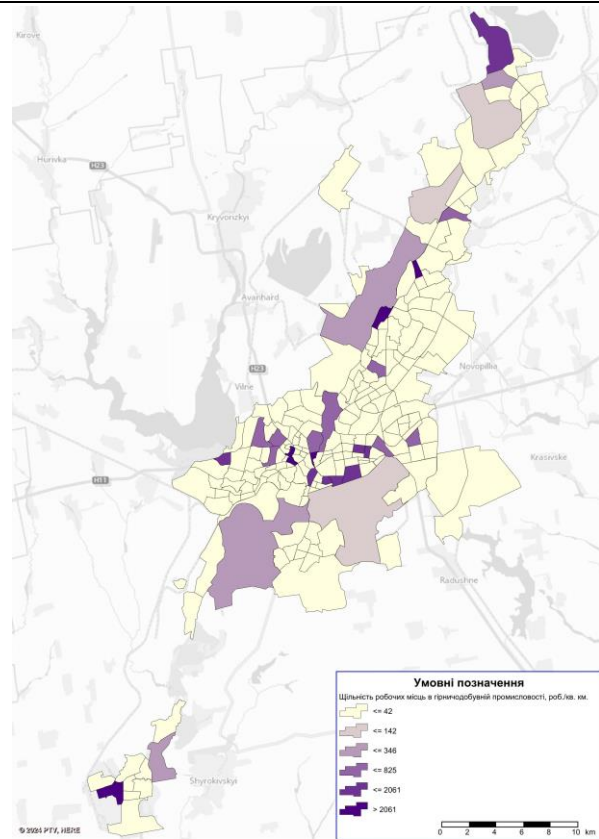 Kirove
Hurivka
H23
Kryvorizkyi
Avanhard
H23
Vilne
Novopillia
H11
Krasivske
Radushne
Shyrokivskyi
Умовні позначення
Щільність робочих місць в гірничодобувній промисловості, роб./кв. км.
<= 42
<= 142
<= 346
<= 825
<= 2061
> 2061
0 2 4 6 8 10
km
© 2024 PTV, HERE